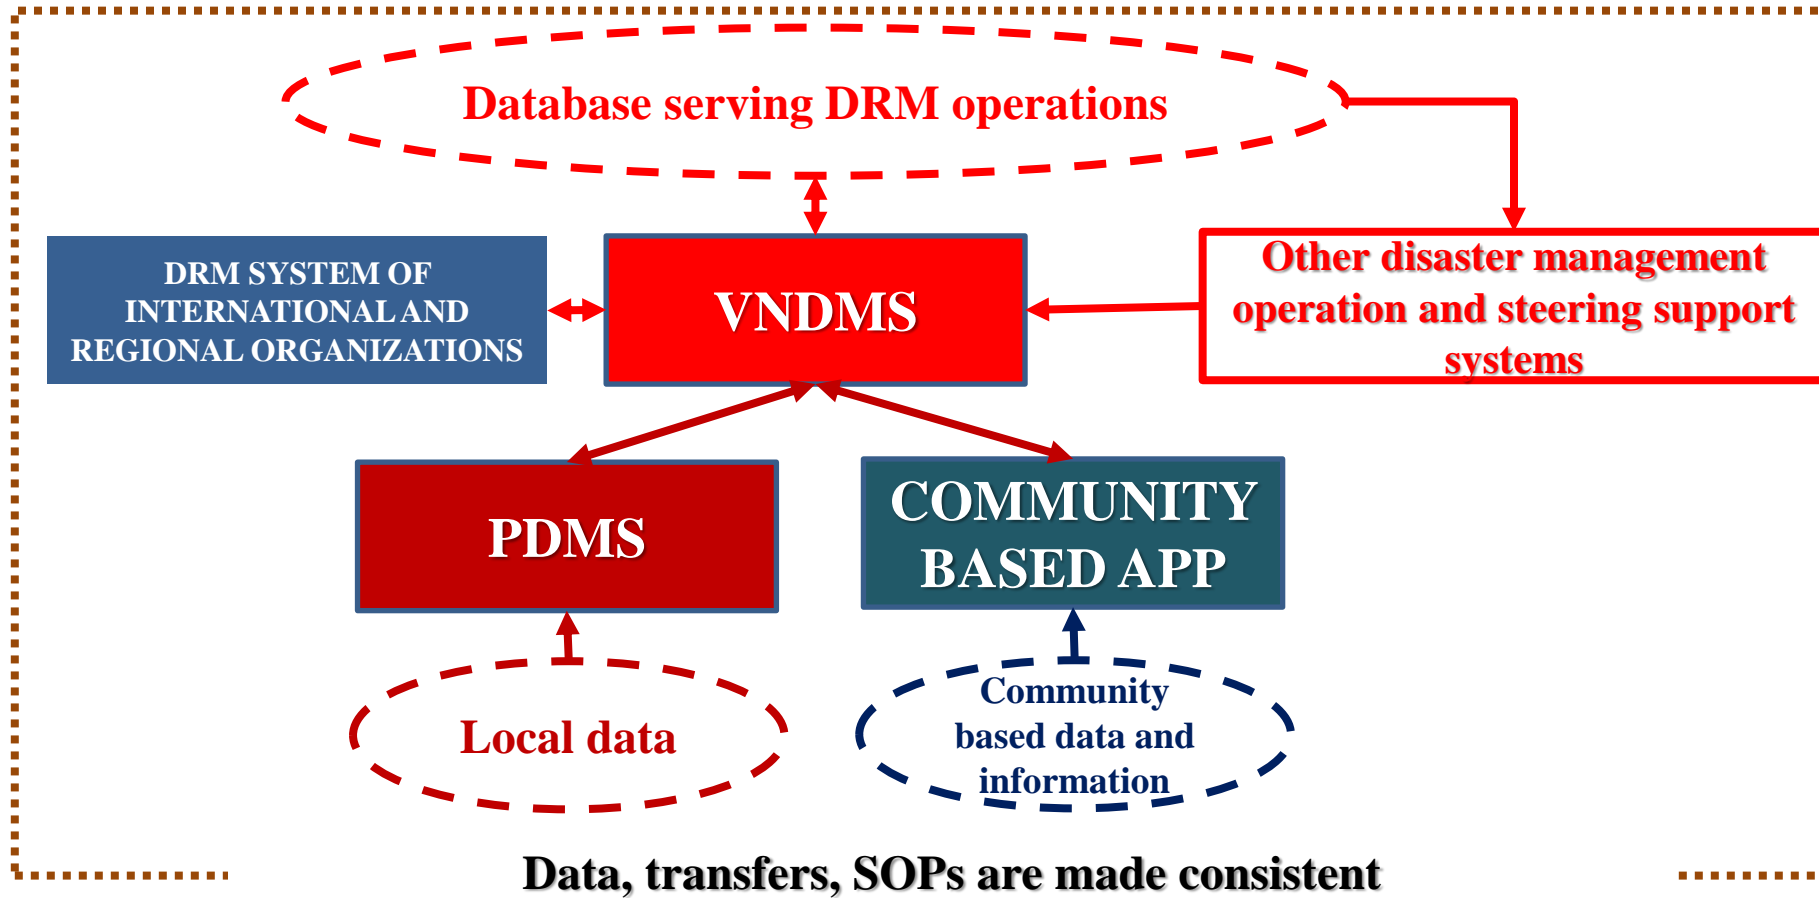 Database serving DRM operations
DRM SYSTEM OF
INTERNATIONAL AND
REGIONAL ORGANIZATIONS
VNDMS
Other disaster management
operation and steering support
systems
PDMS
COMMUNITY
BASED APP
Local data
Community
based data and
information
Data, transfers, SOPs are made consistent